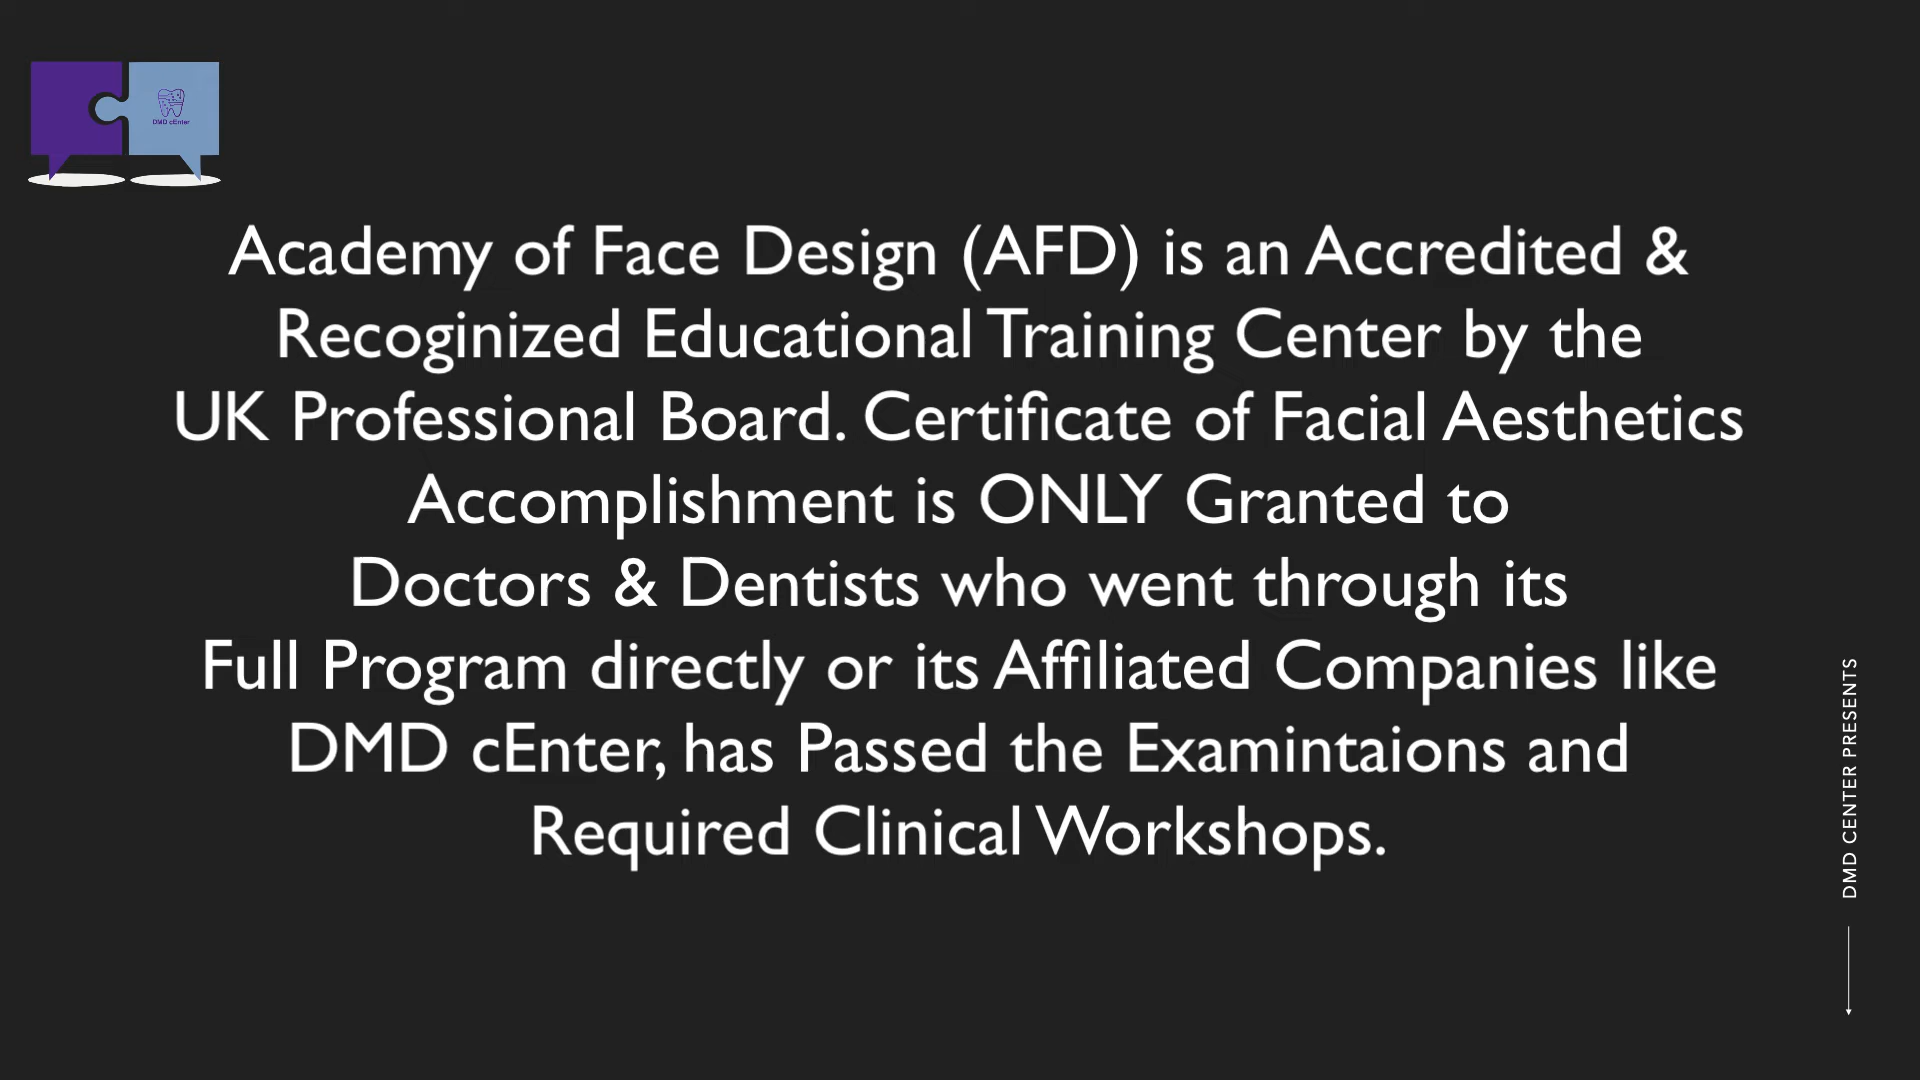 DMD cEnter
Academy of Face Design (AFD) is an Accredited &
Recoginized Educational Training Center by the
UK Professional Board. Certificate of Facial Aesthetics
Accomplishment is ONLY Granted to
Doctors & Dentists who went through its
Full Program directly or its Affiliated Companies like
DMD cEnter, has Passed the Examintaions and
Required Clinical Workshops.
DMD CENTER PRESENTS